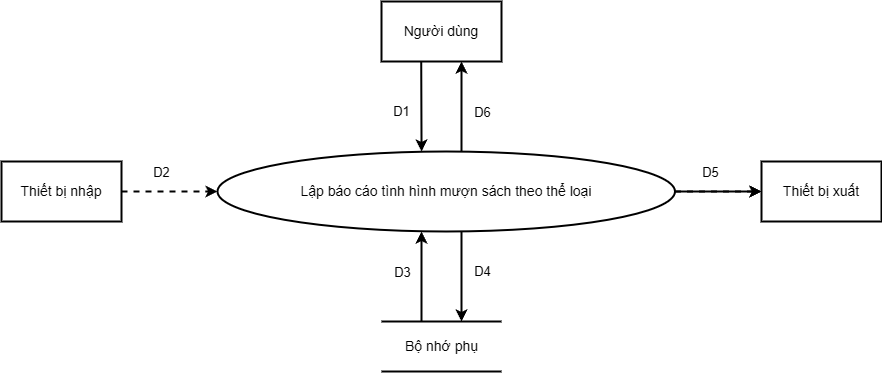 Người dùng
D1
D6
Thiết bị nhập
D2
Lập báo cáo tình hình mượn sách theo thể loại
D5
Thiết bị xuất
D3
D4
Bộ nhớ phụ